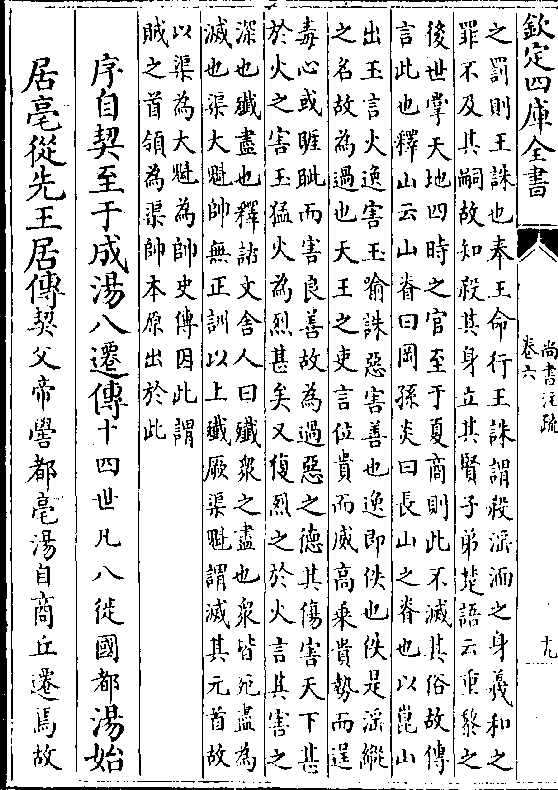 欽定四庫全書
尚書注疏
卷六
十九
之罰則王誅也奉王命行王誅謂殺淫湎之身羲和之
罪不及其嗣故知殺其身立其賢子弟楚語云重黎之
後世掌天地四時之官至于夏商則此不滅其俗故傳
言此也釋山云山脊曰岡孫炎曰長山之脊也以崑山
出玉言火逸害玉喻誅惡害善也逸即佚也佚是淫縱
之名故為過也天王之吏言位貴而威高乗貴勢而逞
毒心或睚眦而害良善故為過惡之德其傷害天下甚
於火之害玉猛火為烈甚矣又復烈之於火言其害之
深也殱盡也釋詁文舎人曰殱衆之盡也衆皆死盡為
滅也渠大魁帥無正訓以上殱厥渠魁謂滅其元首故
以渠為大魁為帥史傳因此謂
賊之首領為渠帥本原出於此
序自契至于成湯八遷傳十四世凡八徙國都湯始
居亳從先王居傳契父帝嚳都亳湯自商丘遷焉故